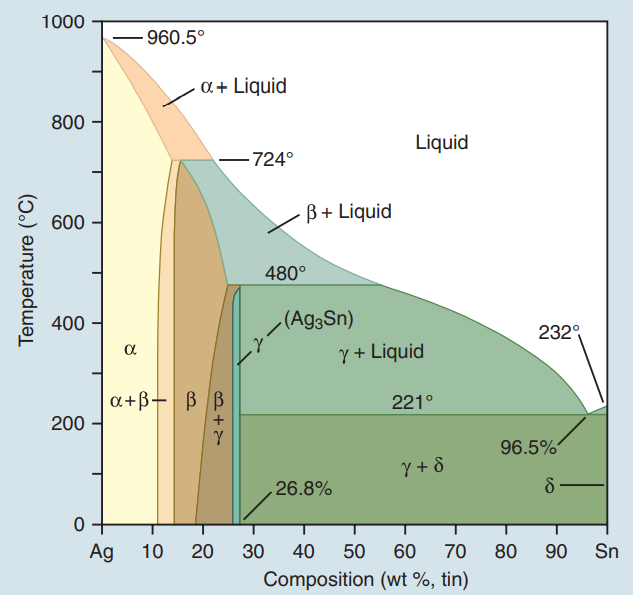 1000
960.5°
α + Liquid
800
Liquid
724°
600
β + Liquid
480°
Temperature (°C)
(Ag₃Sn)
γ
400
232°
α
γ + Liquid
α+β
β
β
+
γ
221°
200
96.5%
γ + δ
δ
26.8%
0
Ag 10 20 30 40 50 60 70 80 90 Sn
Composition (wt %, tin)